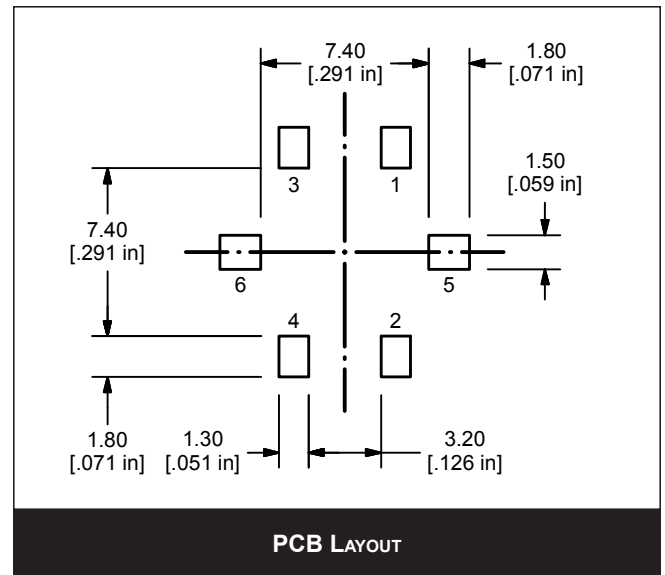 7.40
[.291 in]
1.80
[.071 in]
3
1
1.50
[.059 in]
7.40
[.291 in]
6
5
4
2
1.80
[.071 in]
1.30
[.051 in]
3.20
[.126 in]
PCB LAYOUT